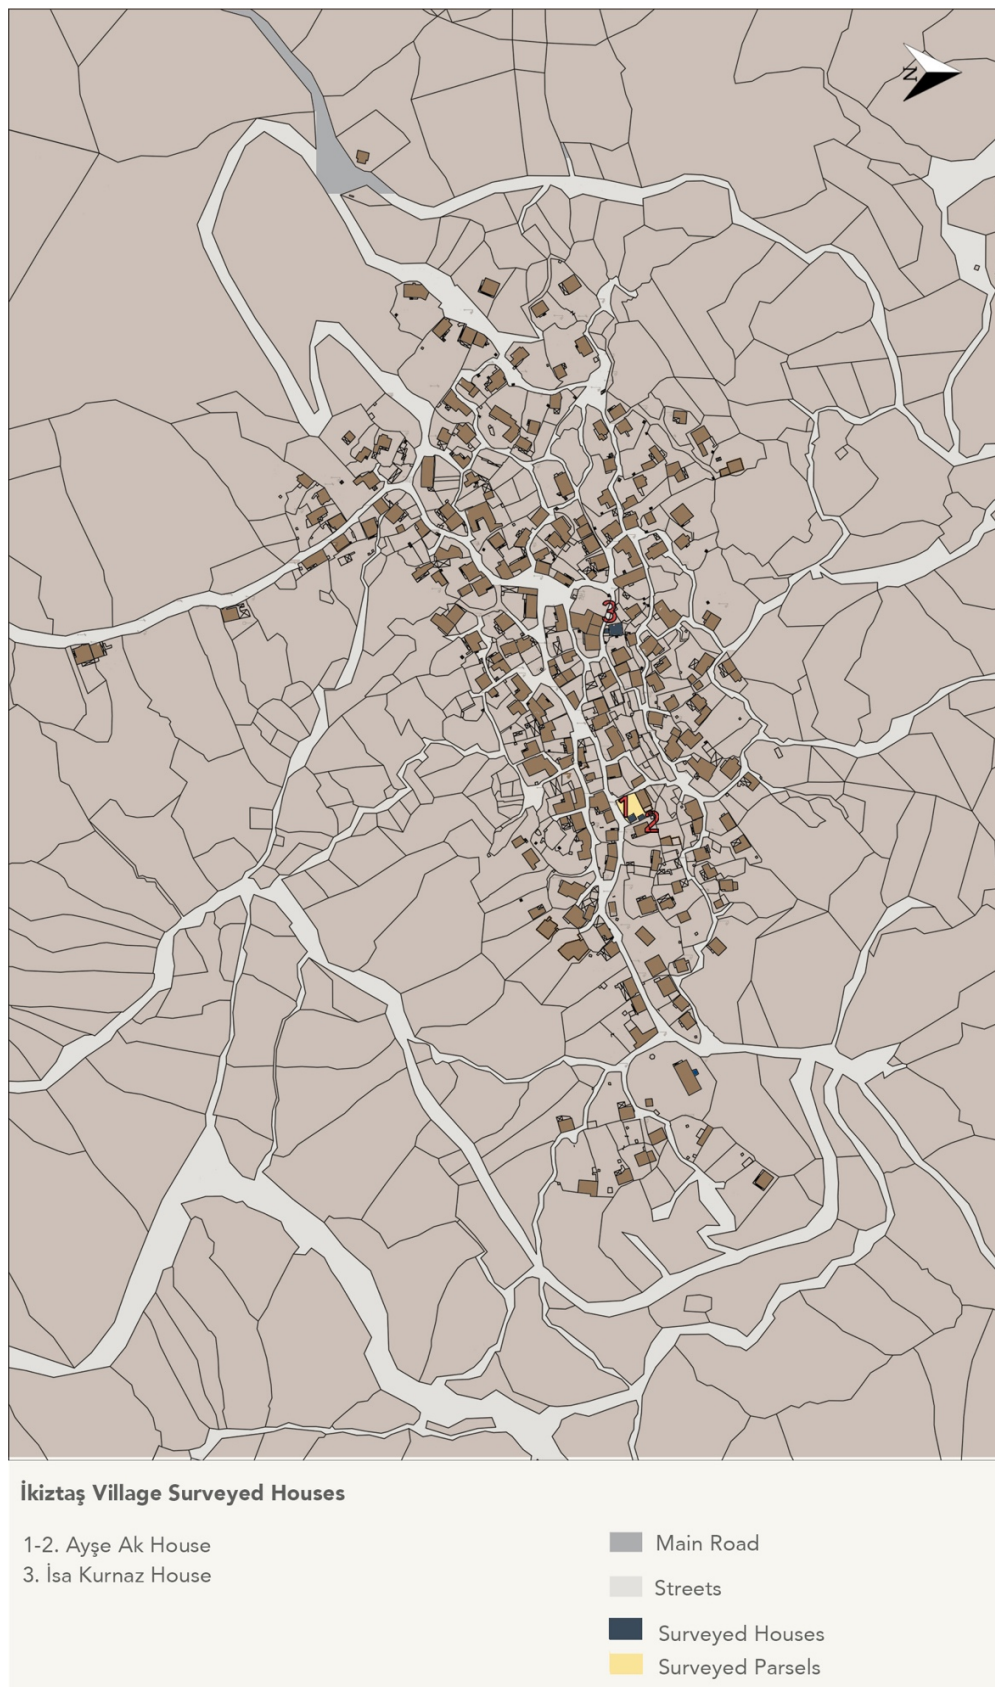 N
3
1
2
İkiztaş Village Surveyed Houses
1-2. Ayşe Ak House
3. İsa Kurnaz House
Main Road
Streets
Surveyed Houses
Surveyed Parsels